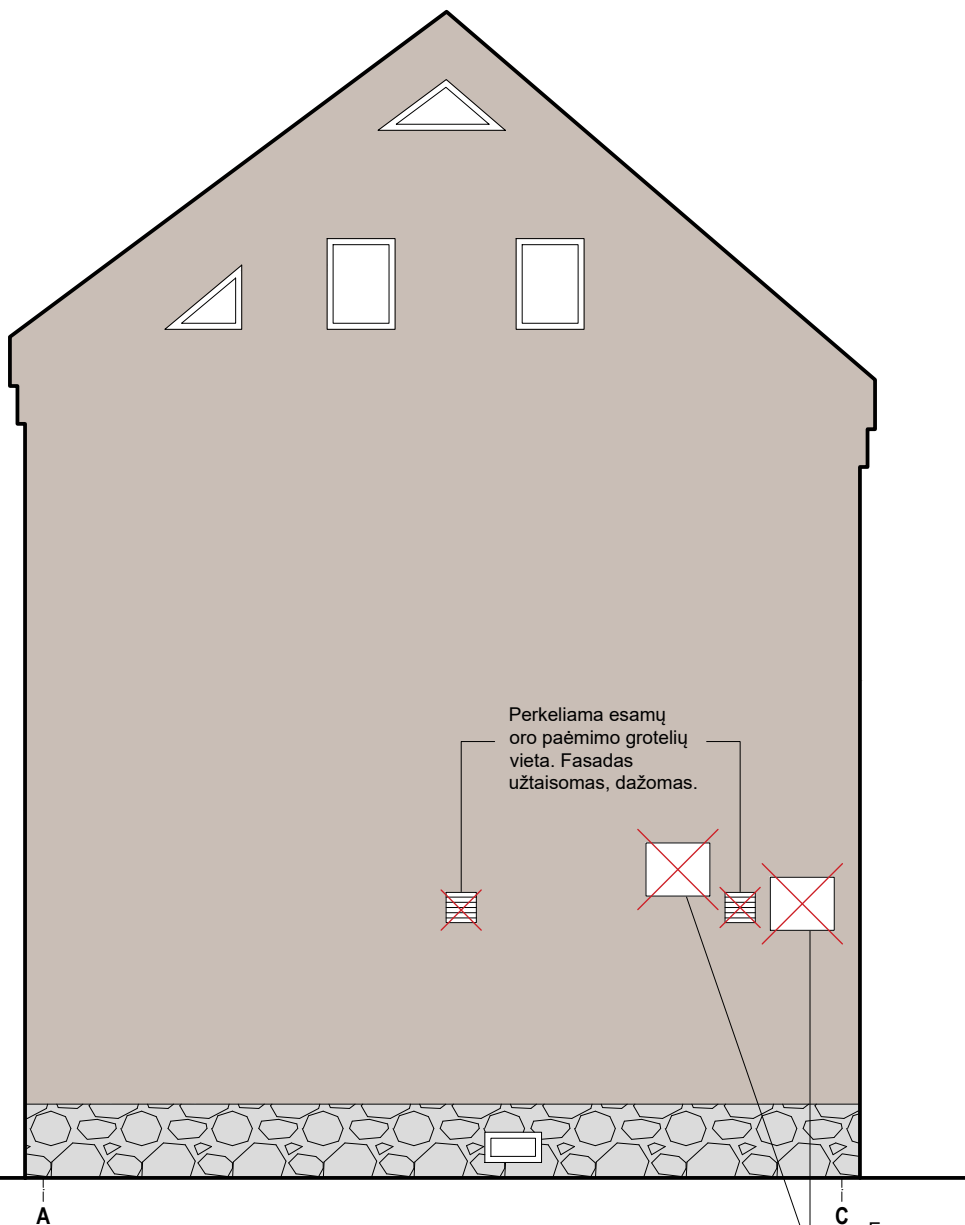 Perkeliama esamų
oro paėmimo grotelių
vieta. Fasadas
užtaisomas, dažomas.
A
C